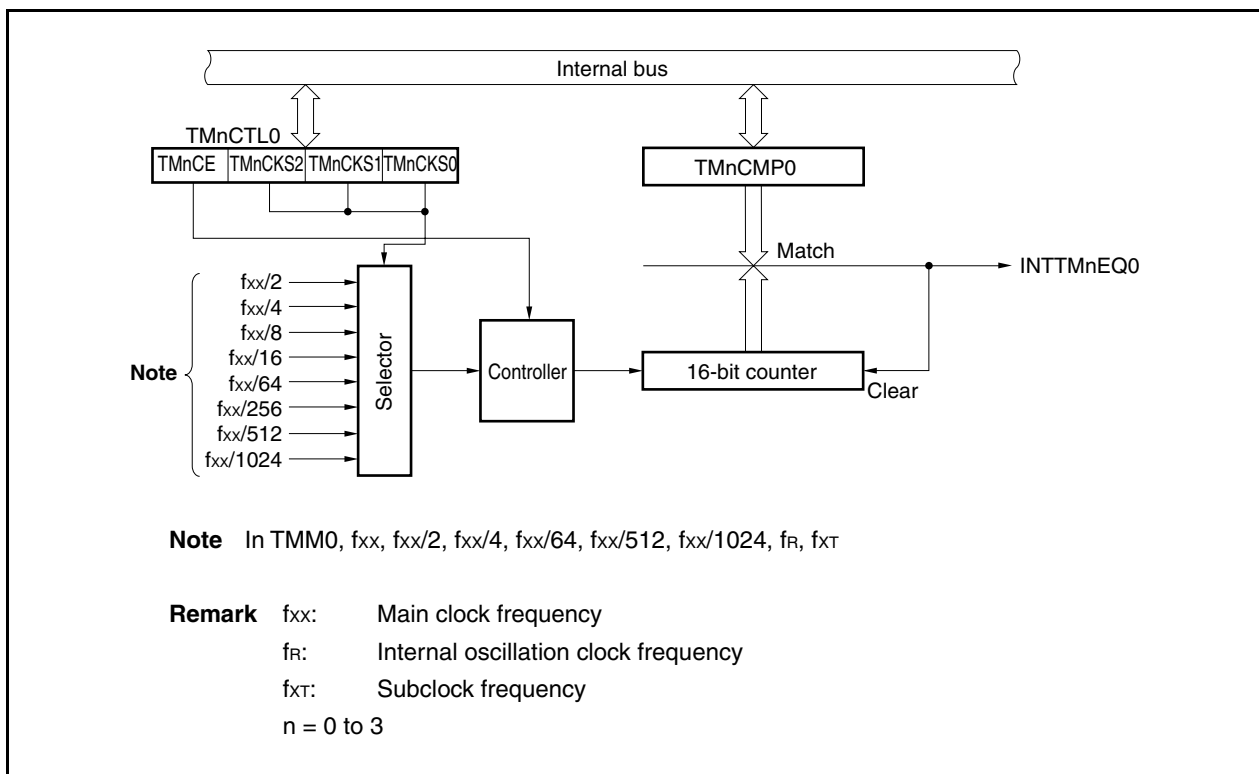 Internal bus
TMnCTL0
TMnCE TMnCKS2 TMnCKS1 TMnCKS0
TMnCMP0
Match
INTTMnEQ0
fxx/2
fxx/4
fxx/8
fxx/16
fxx/64
fxx/256
fxx/512
fxx/1024
Note
Selector
Controller
16-bit counter
Clear
Note In TMM0, fxx, fxx/2, fxx/4, fxx/64, fxx/512, fxx/1024, fR, fXT
Remark fxx: Main clock frequency
fR: Internal oscillation clock frequency
fXT: Subclock frequency
n = 0 to 3